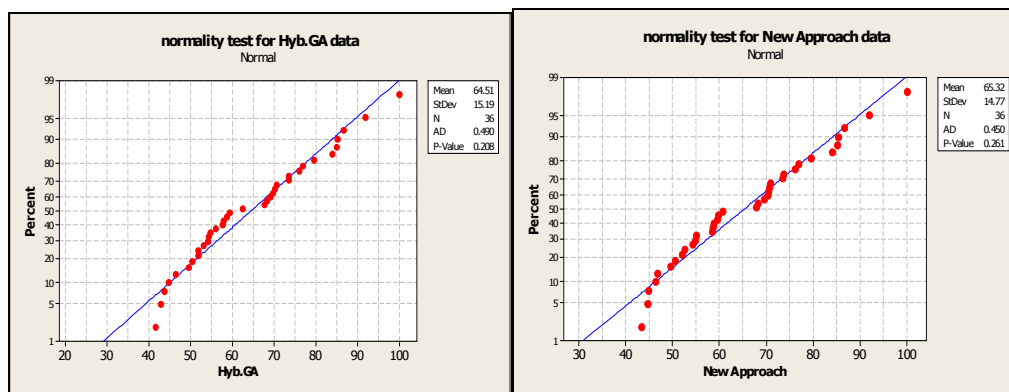 normality test for Hyb.GA data
Normal
99
95
90
80
70
60
50
40
30
20
10
5
1
Percent
20 30 40 50 60 70 80 90 100
Hyb.GA
Mean 64.51
StDev 15.19
N 36
AD 0.490
P-Value 0.208
normality test for New Approach data
Normal
99
95
90
80
70
60
50
40
30
20
10
5
1
Percent
30 40 50 60 70 80 90 100
New Approach
Mean 65.32
StDev 14.77
N 36
AD 0.450
P-Value 0.261